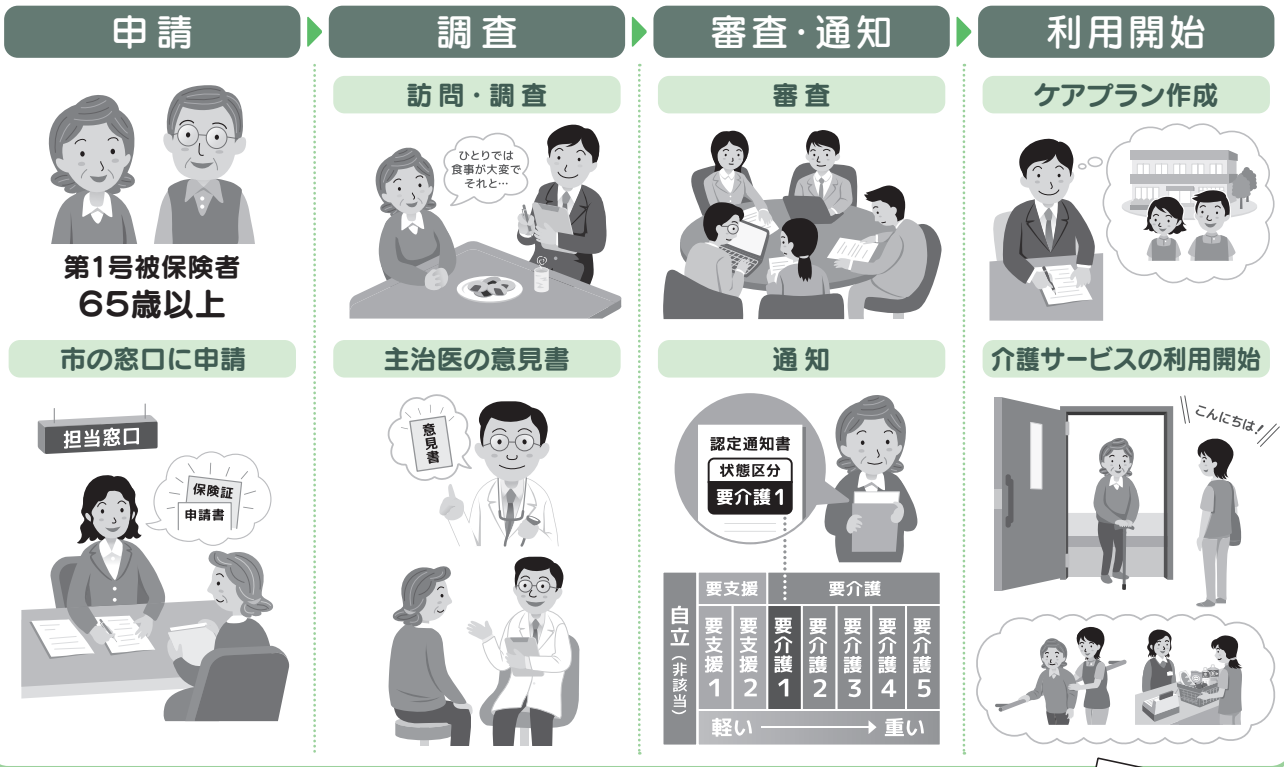 申請
第1号被保険者
65歳以上
市の窓口に申請
担当窓口
保険証
申請書
調査
訪問・調査
ひとりでは
食事が大変で
それと…
主治医の意見書
意見書
審査・通知
審査
通知
認定通知書
状態区分
要介護1
自立(非該当)
要支援
要介護
要支援1
要支援2
要介護1
要介護2
要介護3
要介護4
要介護5
軽い
重い
利用開始
ケアプラン作成
介護サービスの利用開始
こんにちは!